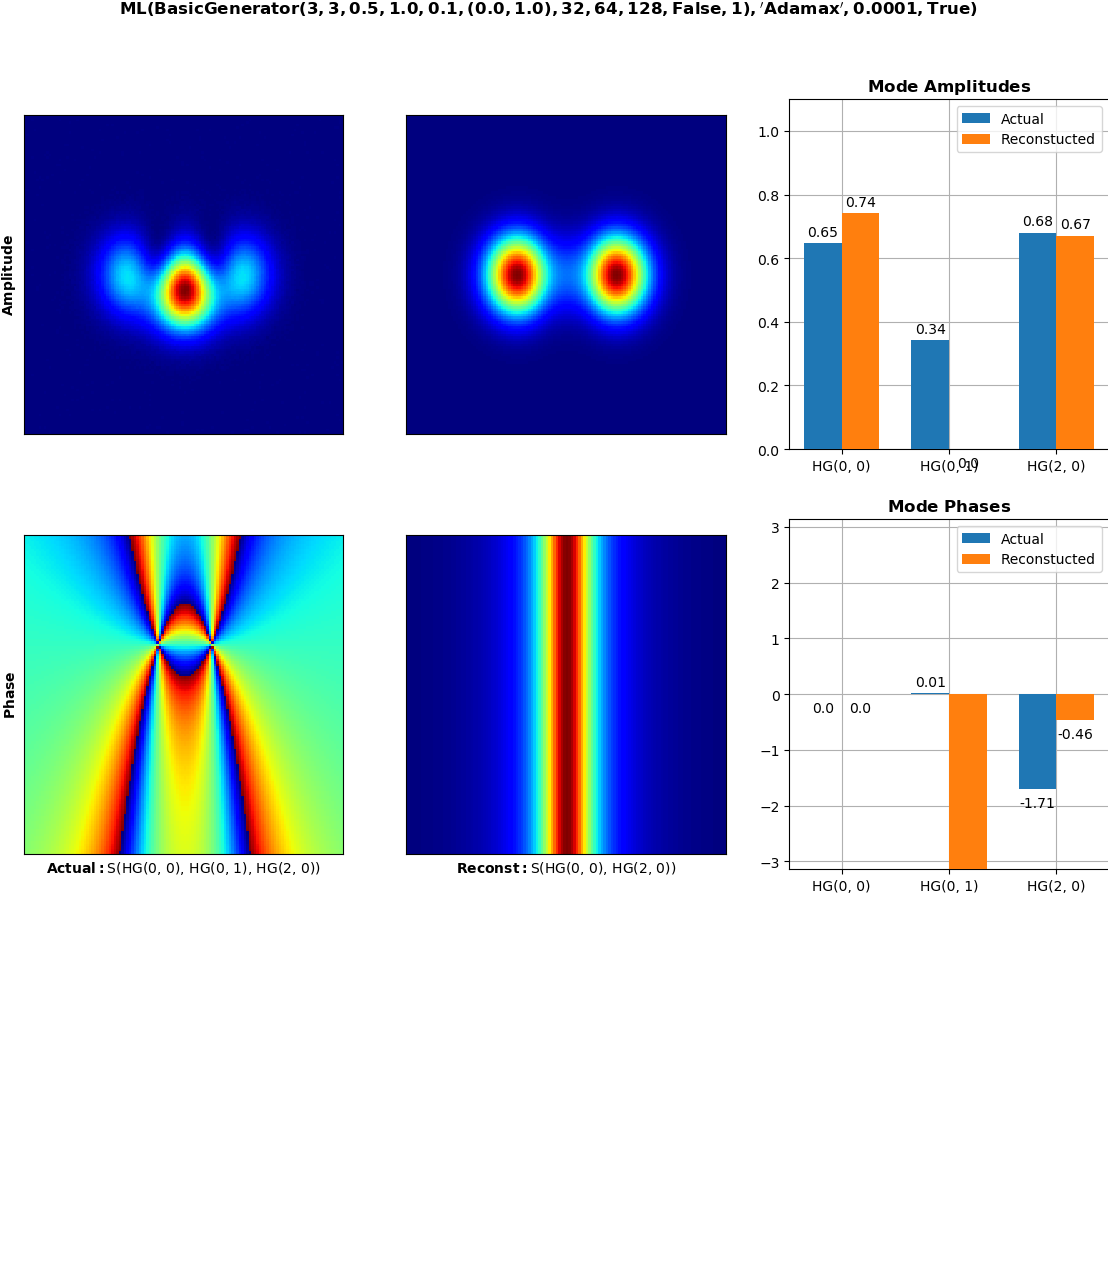 ML(BasicGenerator(3, 3, 0.5, 1.0, 0.1, (0.0, 1.0), 32, 64, 128, False, 1), 'Adamax', 0.0001, True)
Amplitude
Mode Amplitudes
Actual
Reconstucted
1.0
0.8
0.6
0.4
0.2
0.0
0.65
0.74
0.34
0.0
0.68
0.67
HG(0, 0)
HG(0, 1)
HG(2, 0)
Phase
Actual: S(HG(0, 0), HG(0, 1), HG(2, 0))
Reconst: S(HG(0, 0), HG(2, 0))
Mode Phases
Actual
Reconstucted
3
2
1
0
−1
−2
−3
0.0
0.0
0.01
-1.71
-0.46
HG(0, 0)
HG(0, 1)
HG(2, 0)